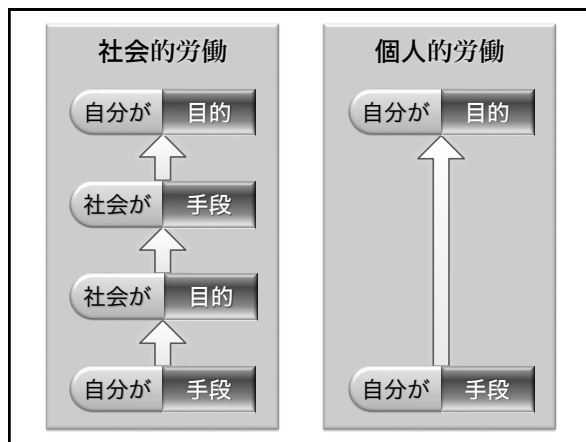 社会的労働
自分が 目的
社会が 手段
社会が 目的
自分が 手段
個人的労働
自分が 目的
自分が 手段